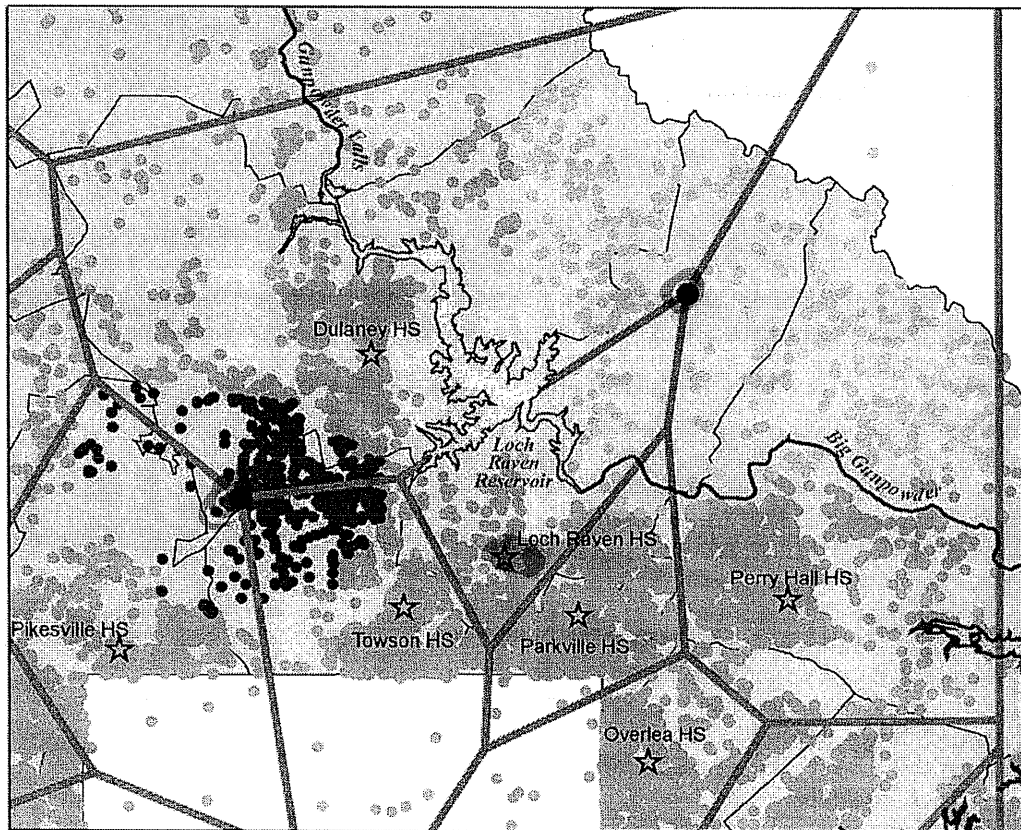 Gunpowder Falls
Dulaney HS
Loch
Raven
Reservoir
Big Gunpowder
Loch Raven HS
Perry Hall HS
Pikesville HS
Towson HS
Parkville HS
Overlea HS